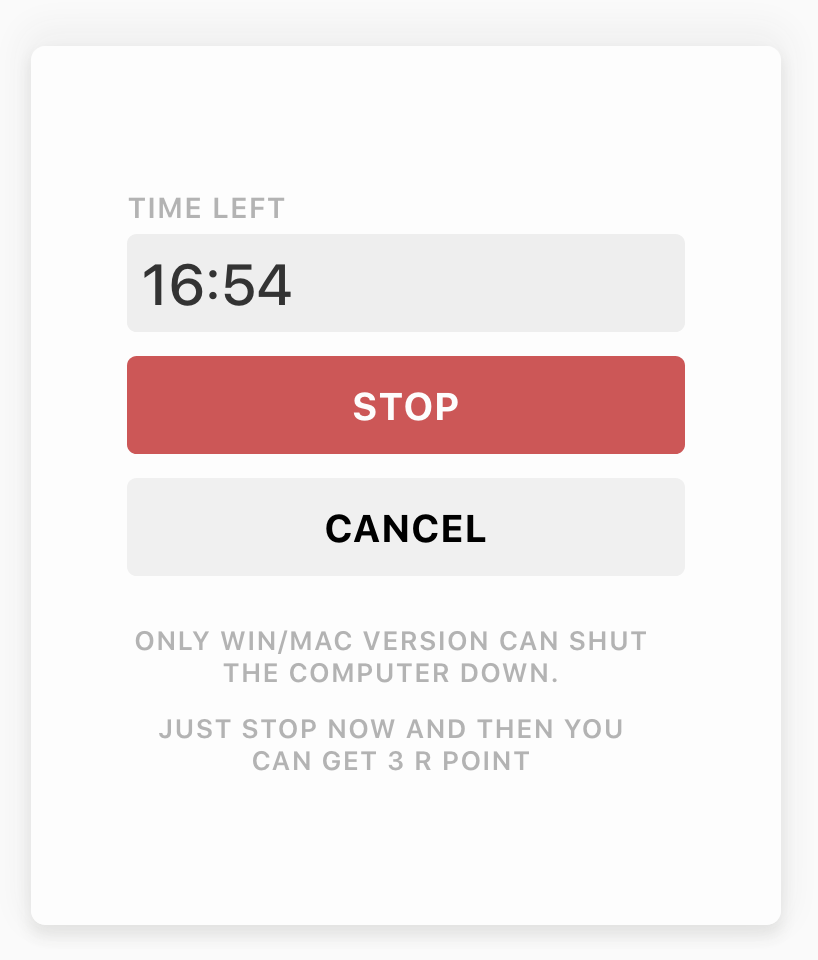 TIME LEFT
16:54
STOP
CANCEL
ONLY WIN/MAC VERSION CAN SHUT
THE COMPUTER DOWN.
JUST STOP NOW AND THEN YOU
CAN GET 3 R POINT